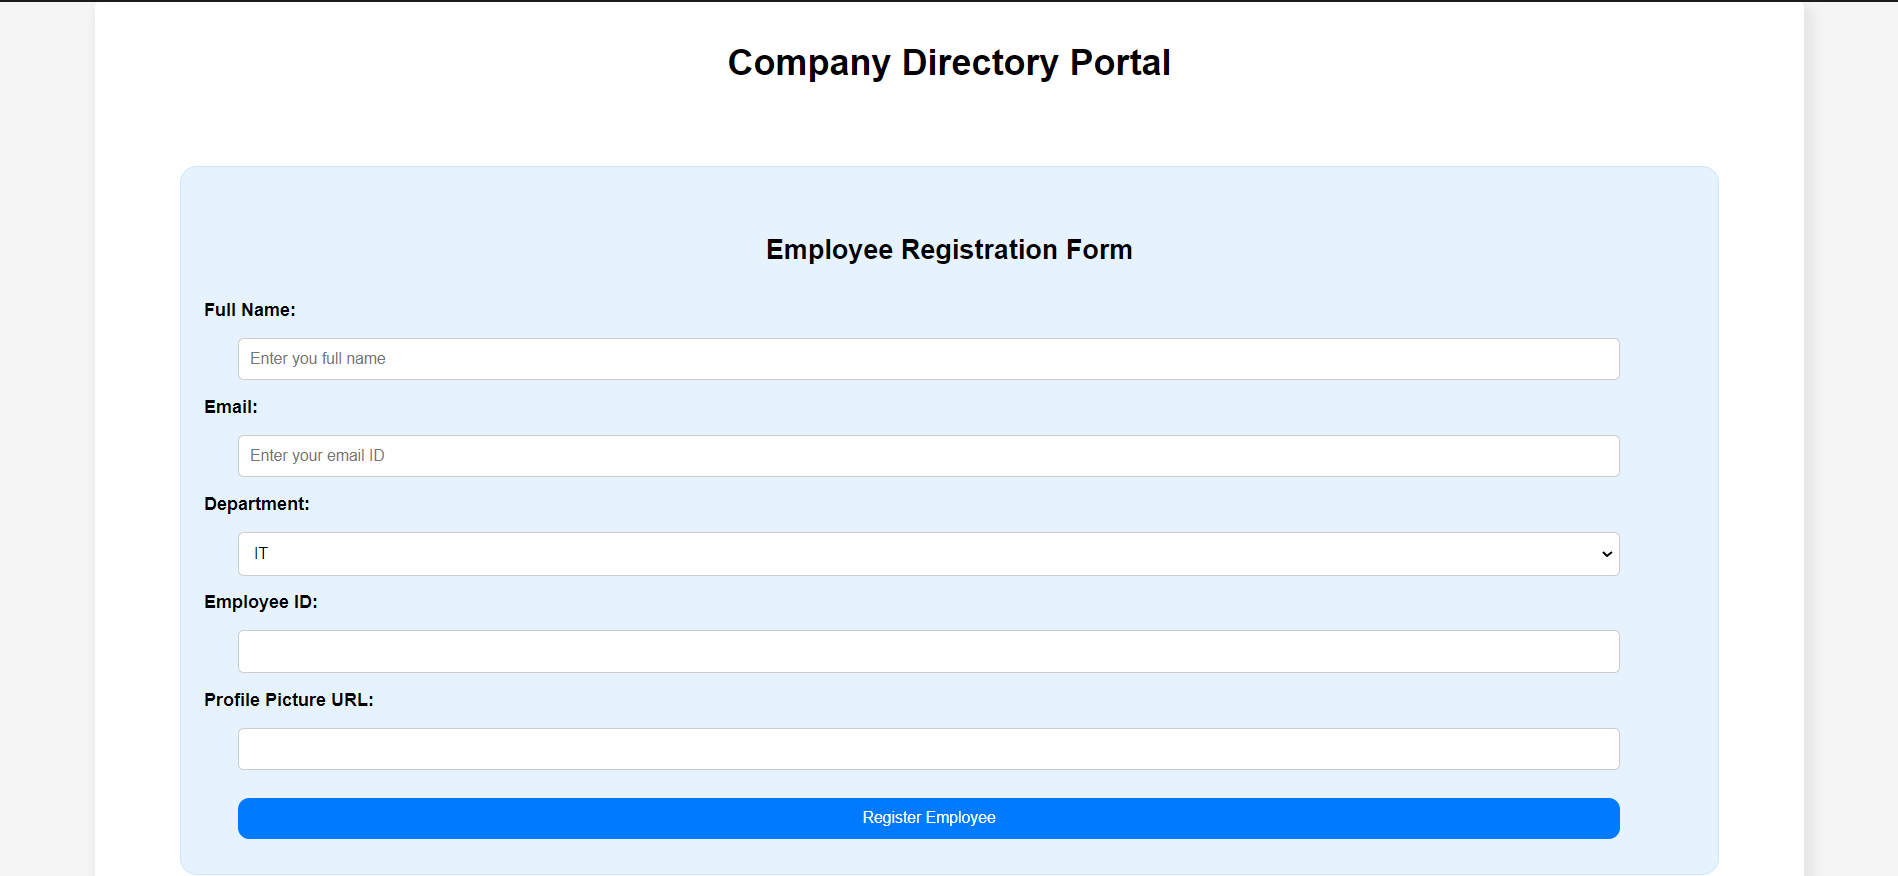 Company Directory Portal
Employee Registration Form
Full Name:
Enter you full name
Email:
Enter your email ID
Department:
IT
Employee ID:
Profile Picture URL:
Register Employee